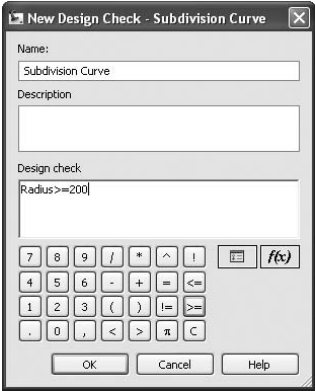 New Design Check - Subdivision Curve
Name:
Subdivision Curve
Description
Design check
Radius>=200
7 8 9 / * ^ !
f(x)
4 5 6 - + = <=
1 2 3 ( ) != >=
. 0 , < > π C
OK Cancel Help